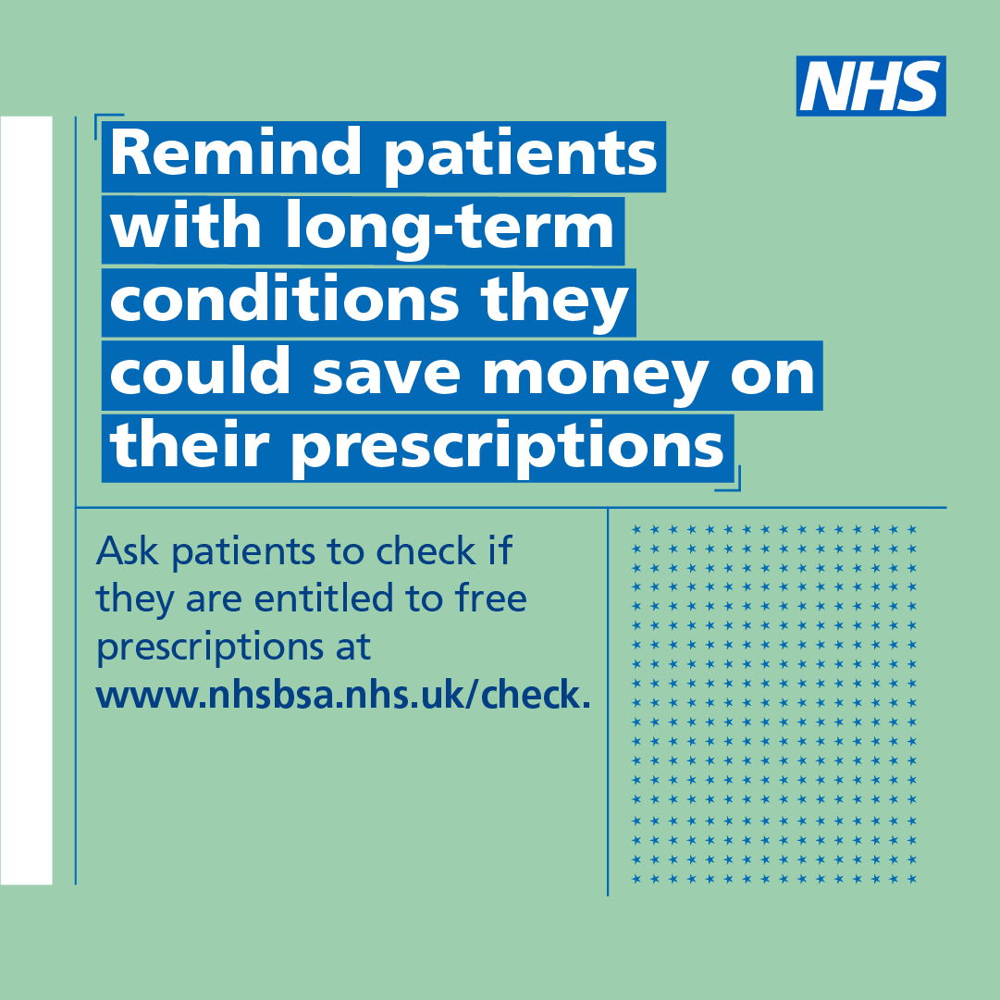 NHS
Remind patients
with long-term
conditions they
could save money on
their prescriptions
Ask patients to check if
they are entitled to free
prescriptions at
www.nhsbsa.nhs.uk/check.